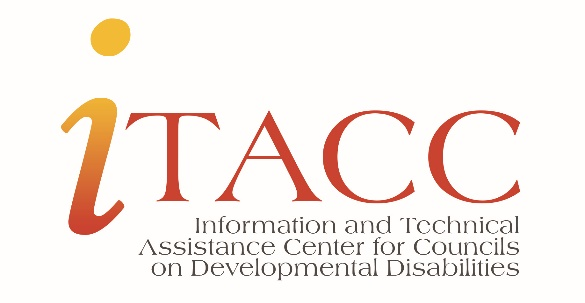 iTACC
Information and Technical
Assistance Center for Councils
on Developmental Disabilities